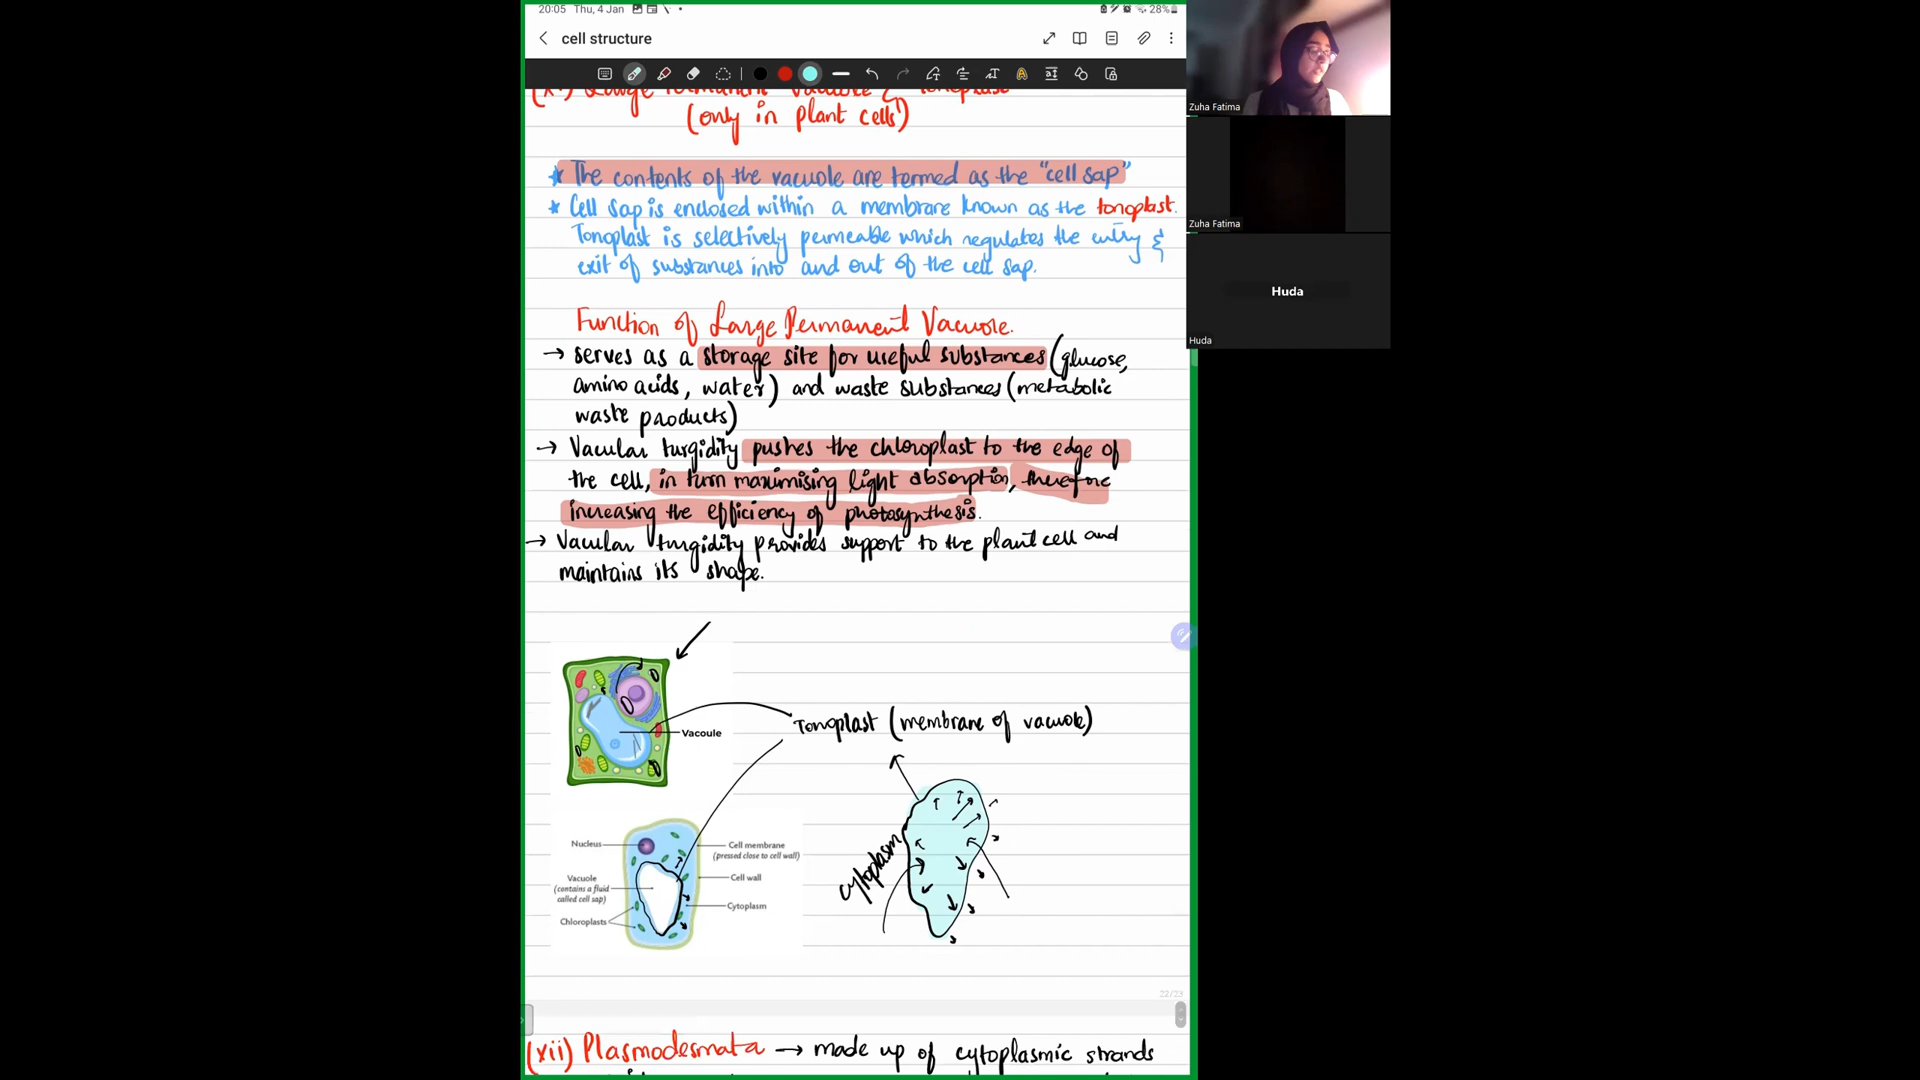 20:05 Thu, 4 Jan
28%
cell structure
(only in plant cells)
* The contents of the vacuole are termed as the "cell sap"
* Cell sap is enclosed within a membrane known as the tonoplast.
Tonoplast is selectively permeable which regulates the entry &
exit of substances into and out of the cell sap.
Function of Large Permanent Vacuole.
→ serves as a storage site for useful substances (glucose,
amino acids, water) and waste substances (metabolic
waste products)
→ Vacular turgidity pushes the chloroplast to the edge of
the cell, in turn maximising light absorption, therefore
increasing the efficiency of photosynthesis.
→ Vacular turgidity provides support to the plant cell and
maintains its shape.
Vacoule
Tonoplast (membrane of vacuole)
cytoplasm
Nucleus
Vacuole
(contains a fluid
called cell sap)
Chloroplasts
Cell membrane
(pressed close to cell wall)
Cell wall
Cytoplasm
22/23
(xii) Plasmodesmata → made up of cytoplasmic strands
Zuha Fatima
Zuha Fatima
Huda
Huda